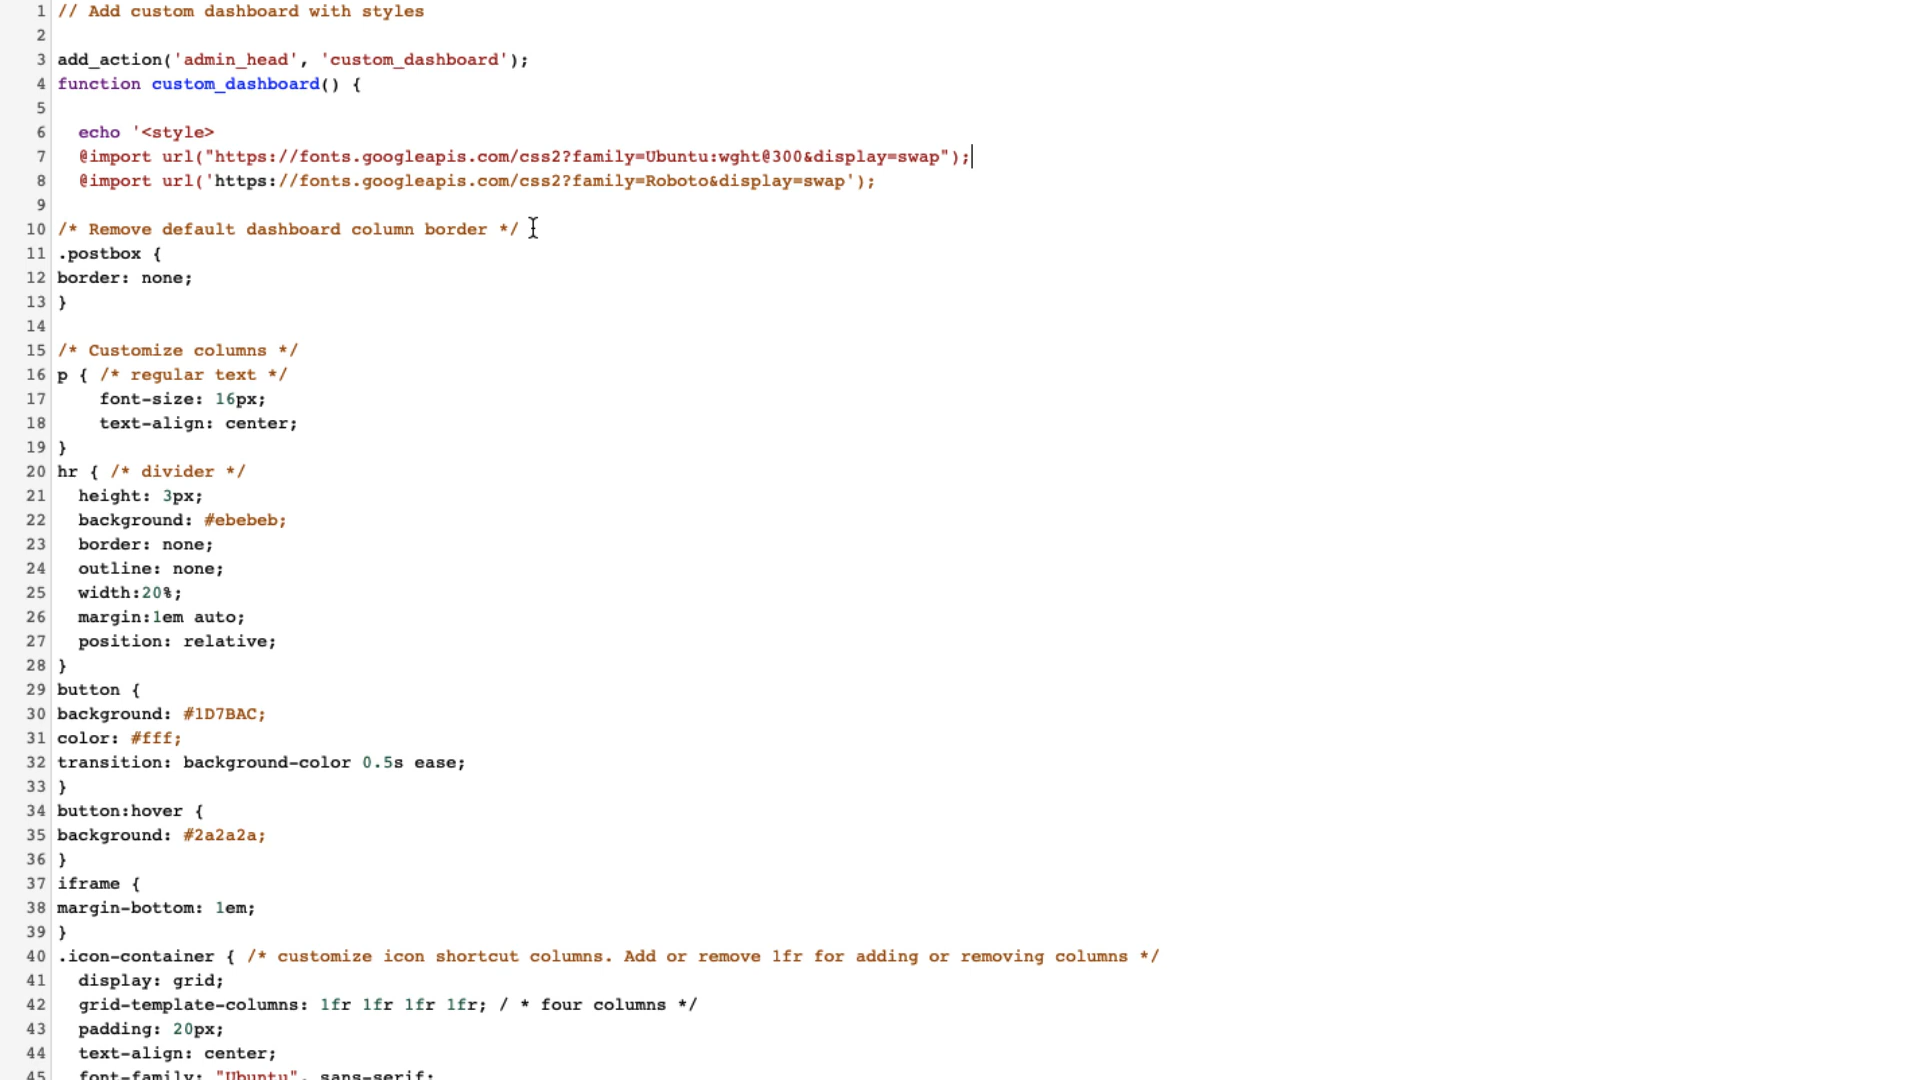 1 // Add custom dashboard with styles
2
3 add_action('admin_head', 'custom_dashboard');
4 function custom_dashboard() {
5
6   echo '<style>
7   @import url("https://fonts.googleapis.com/css2?family=Ubuntu:wght@300&display=swap");
8   @import url('https://fonts.googleapis.com/css2?family=Roboto&display=swap');
9
10 /* Remove default dashboard column border */
11 .postbox {
12 border: none;
13 }
14
15 /* Customize columns */
16 p { /* regular text */
17     font-size: 16px;
18     text-align: center;
19 }
20 hr { /* divider */
21   height: 3px;
22   background: #ebebeb;
23   border: none;
24   outline: none;
25   width:20%;
26   margin:1em auto;
27   position: relative;
28 }
29 button {
30 background: #1D7BAC;
31 color: #fff;
32 transition: background-color 0.5s ease;
33 }
34 button:hover {
35 background: #2a2a2a;
36 }
37 iframe {
38 margin-bottom: 1em;
39 }
40 .icon-container { /* customize icon shortcut columns. Add or remove 1fr for adding or removing columns */
41   display: grid;
42   grid-template-columns: 1fr 1fr 1fr 1fr; / * four columns */
43   padding: 20px;
44   text-align: center;
45   font-family: "Ubuntu", sans-serif;